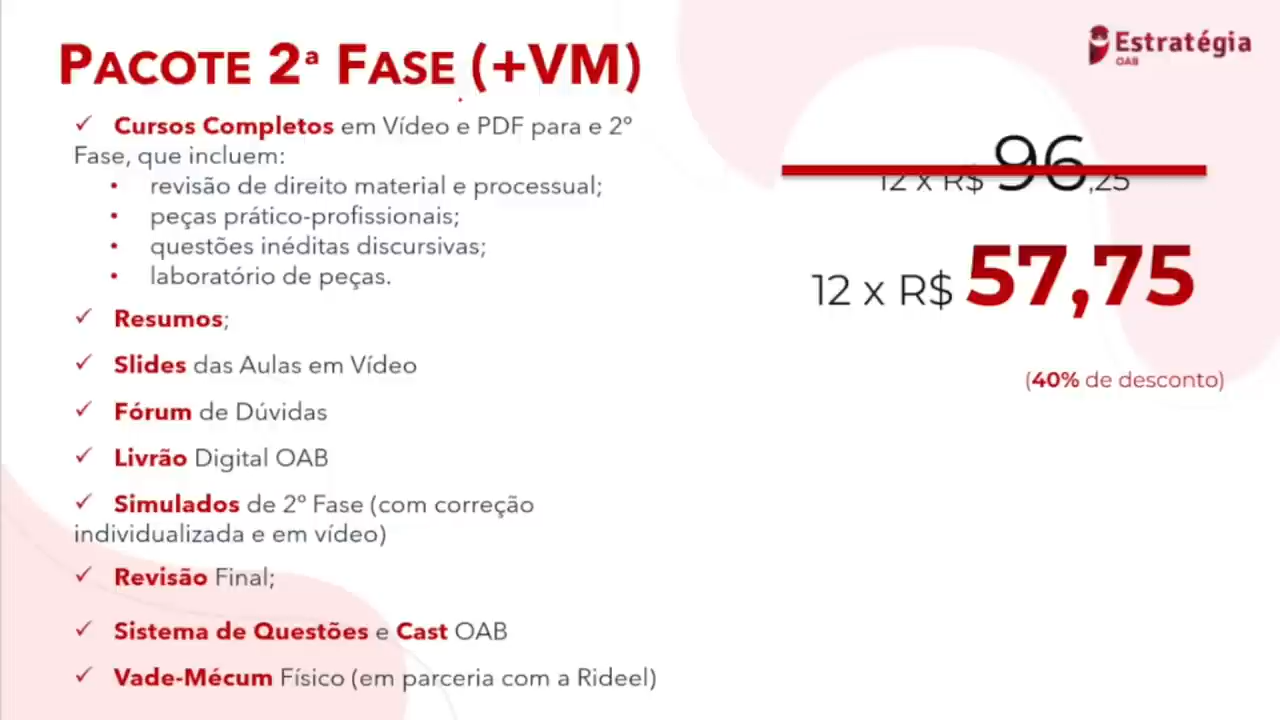 PACOTE 2ª FASE (+VM)
Estratégia
OAB
✓ Cursos Completos em Vídeo e PDF para e 2º
Fase, que incluem:
• revisão de direito material e processual;
• peças prático-profissionais;
• questões inéditas discursivas;
• laboratório de peças.
✓ Resumos;
✓ Slides das Aulas em Vídeo
✓ Fórum de Dúvidas
✓ Livrão Digital OAB
✓ Simulados de 2º Fase (com correção
individualizada e em vídeo)
✓ Revisão Final;
✓ Sistema de Questões e Cast OAB
✓ Vade-Mécum Físico (em parceria com a Rideel)
12 x R$ 96,25
12 x R$ 57,75
(40% de desconto)